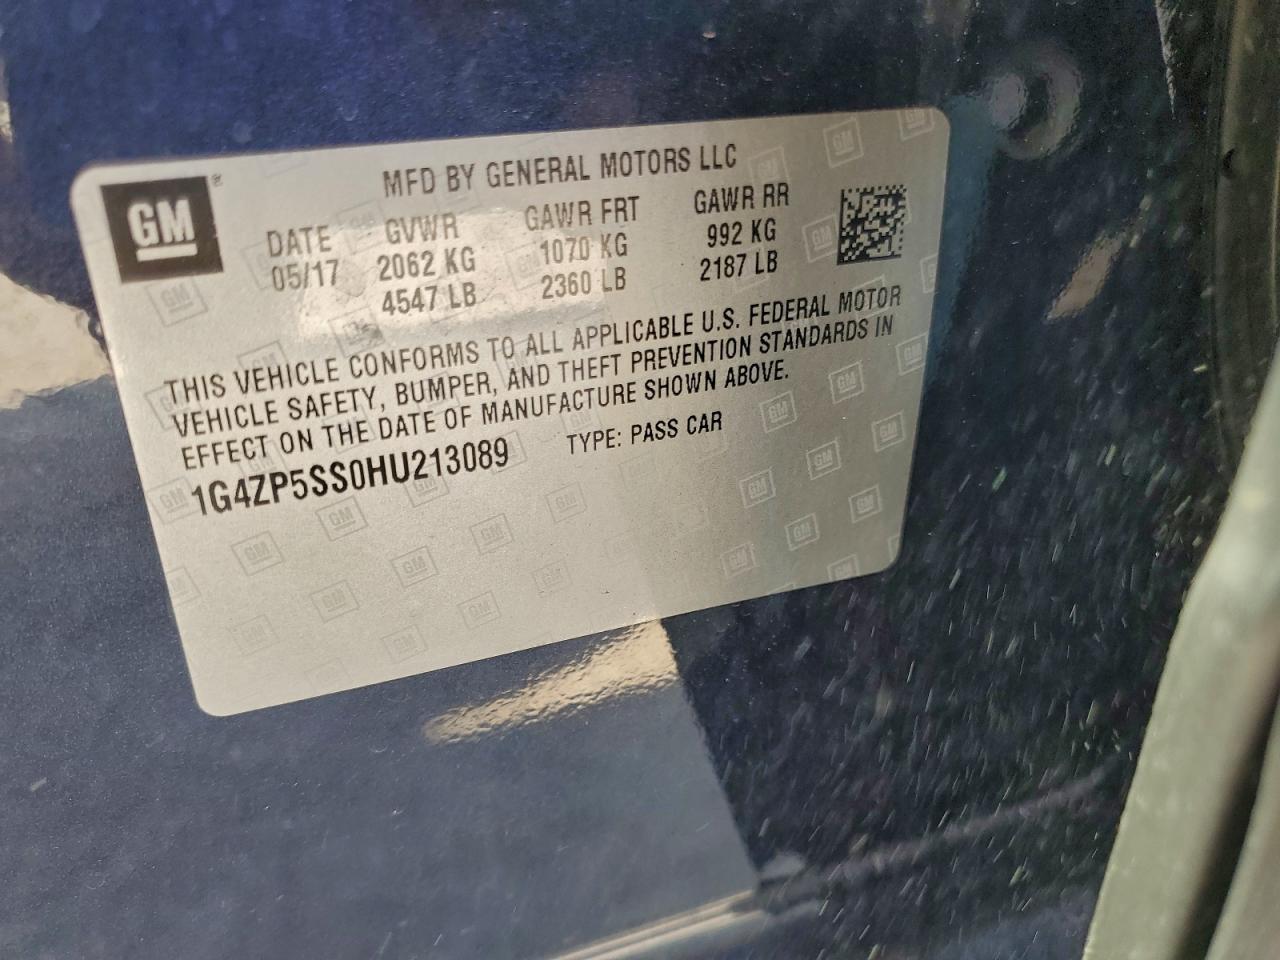 GM®
MFD BY GENERAL MOTORS LLC
DATE GVWR GAWR FRT GAWR RR
05/17 2062 KG 1070 KG 992 KG
4547 LB 2360 LB 2187 LB
THIS VEHICLE CONFORMS TO ALL APPLICABLE U.S. FEDERAL MOTOR
VEHICLE SAFETY, BUMPER, AND THEFT PREVENTION STANDARDS IN
EFFECT ON THE DATE OF MANUFACTURE SHOWN ABOVE.
1G4ZP5SS0HU213089 TYPE: PASS CAR